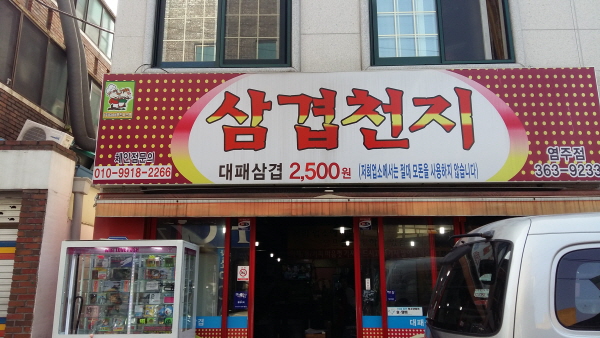 삼겹천지
대패삼겹 2,500원 (저희업소에서는 절대 모돈을 사용하지 않습니다)
체인점문의
010-9918-2266
염주점
363-9233
겹
대패